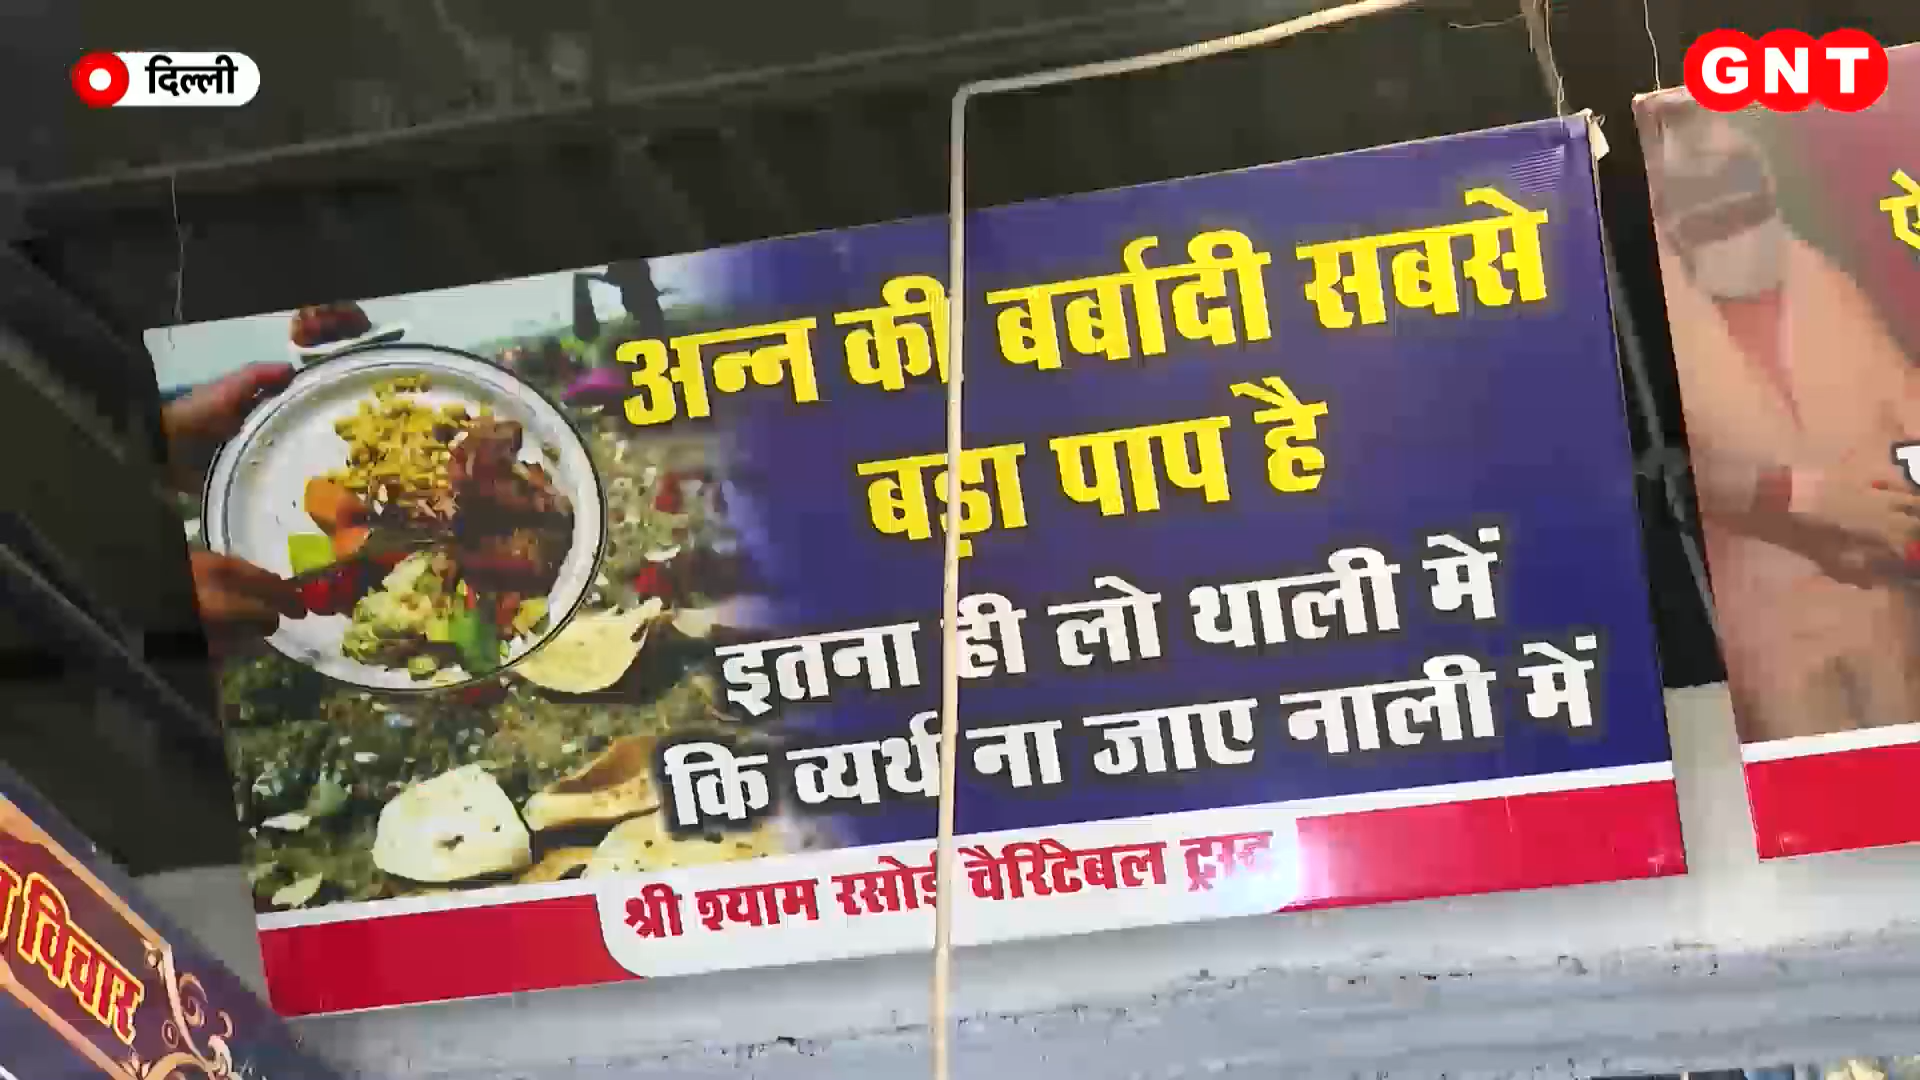 दिल्ली
GNT
अन्न की बर्बादी सबसे
बड़ा पाप है
इतना ही लो थाली में
कि व्यर्थ ना जाए नाली में
श्री श्याम रसोई चैरिटेबल ट्रस्ट
विचार